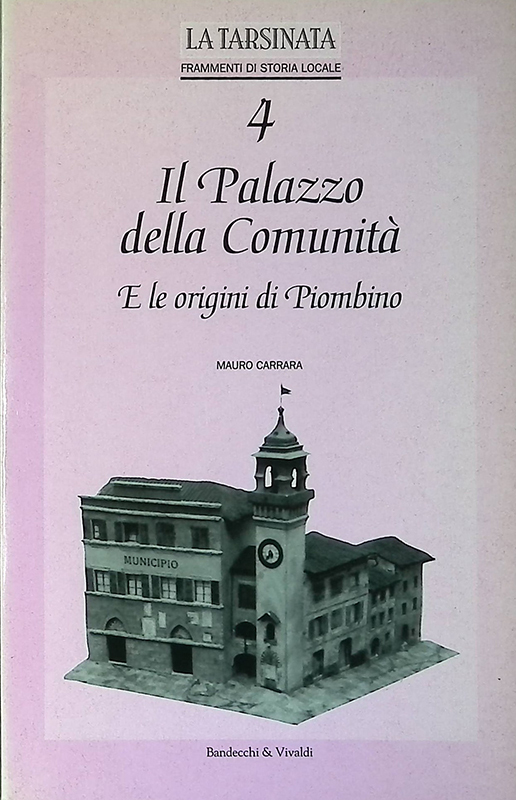 LA TARSINATA
FRAMMENTI DI STORIA LOCALE
4
Il Palazzo
della Comunità
E le origini di Piombino
MAURO CARRARA
MUNICIPIO
Bandecchi & Vivaldi